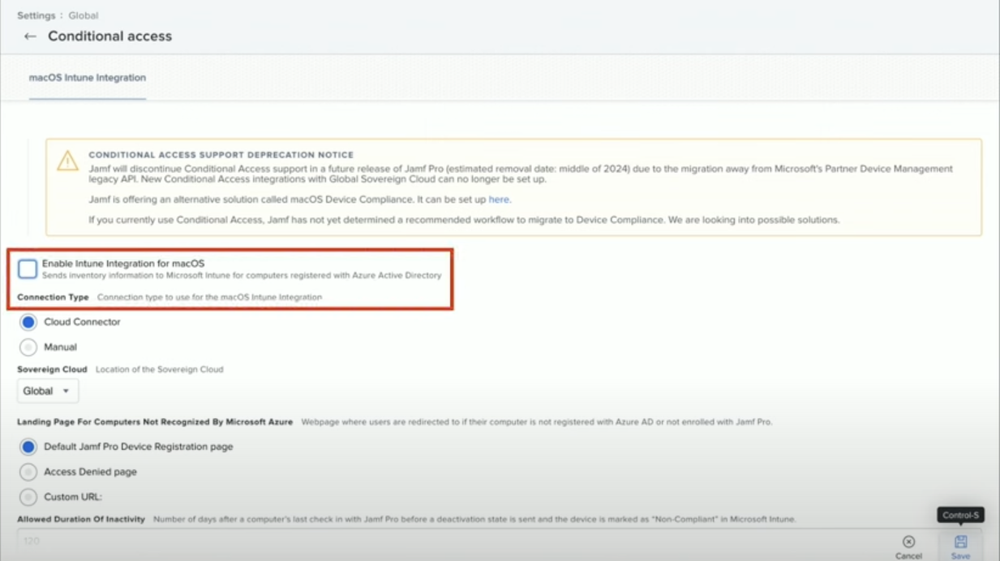 Settings : Global
← Conditional access
macOS Intune Integration
CONDITIONAL ACCESS SUPPORT DEPRECATION NOTICE
Jamf will discontinue Conditional Access support in a future release of Jamf Pro (estimated removal date: middle of 2024) due to the migration away from Microsoft's Partner Device Management
legacy API. New Conditional Access integrations with Global Sovereign Cloud can no longer be set up.
Jamf is offering an alternative solution called macOS Device Compliance. It can be set up here.
If you currently use Conditional Access, Jamf has not yet determined a recommended workflow to migrate to Device Compliance. We are looking into possible solutions.
Enable Intune Integration for macOS
Sends inventory information to Microsoft Intune for computers registered with Azure Active Directory
Connection Type Connection type to use for the macOS Intune Integration
Cloud Connector
Manual
Sovereign Cloud Location of the Sovereign Cloud
Global
Landing Page For Computers Not Recognized By Microsoft Azure Webpage where users are redirected to if their computer is not registered with Azure AD or not enrolled with Jamf Pro.
Default Jamf Pro Device Registration page
Access Denied page
Custom URL:
Allowed Duration Of Inactivity Number of days after a computer's last check in with Jamf Pro before a deactivation state is sent and the device is marked as "Non-Compliant" in Microsoft Intune.
Control-S
120
Cancel Save